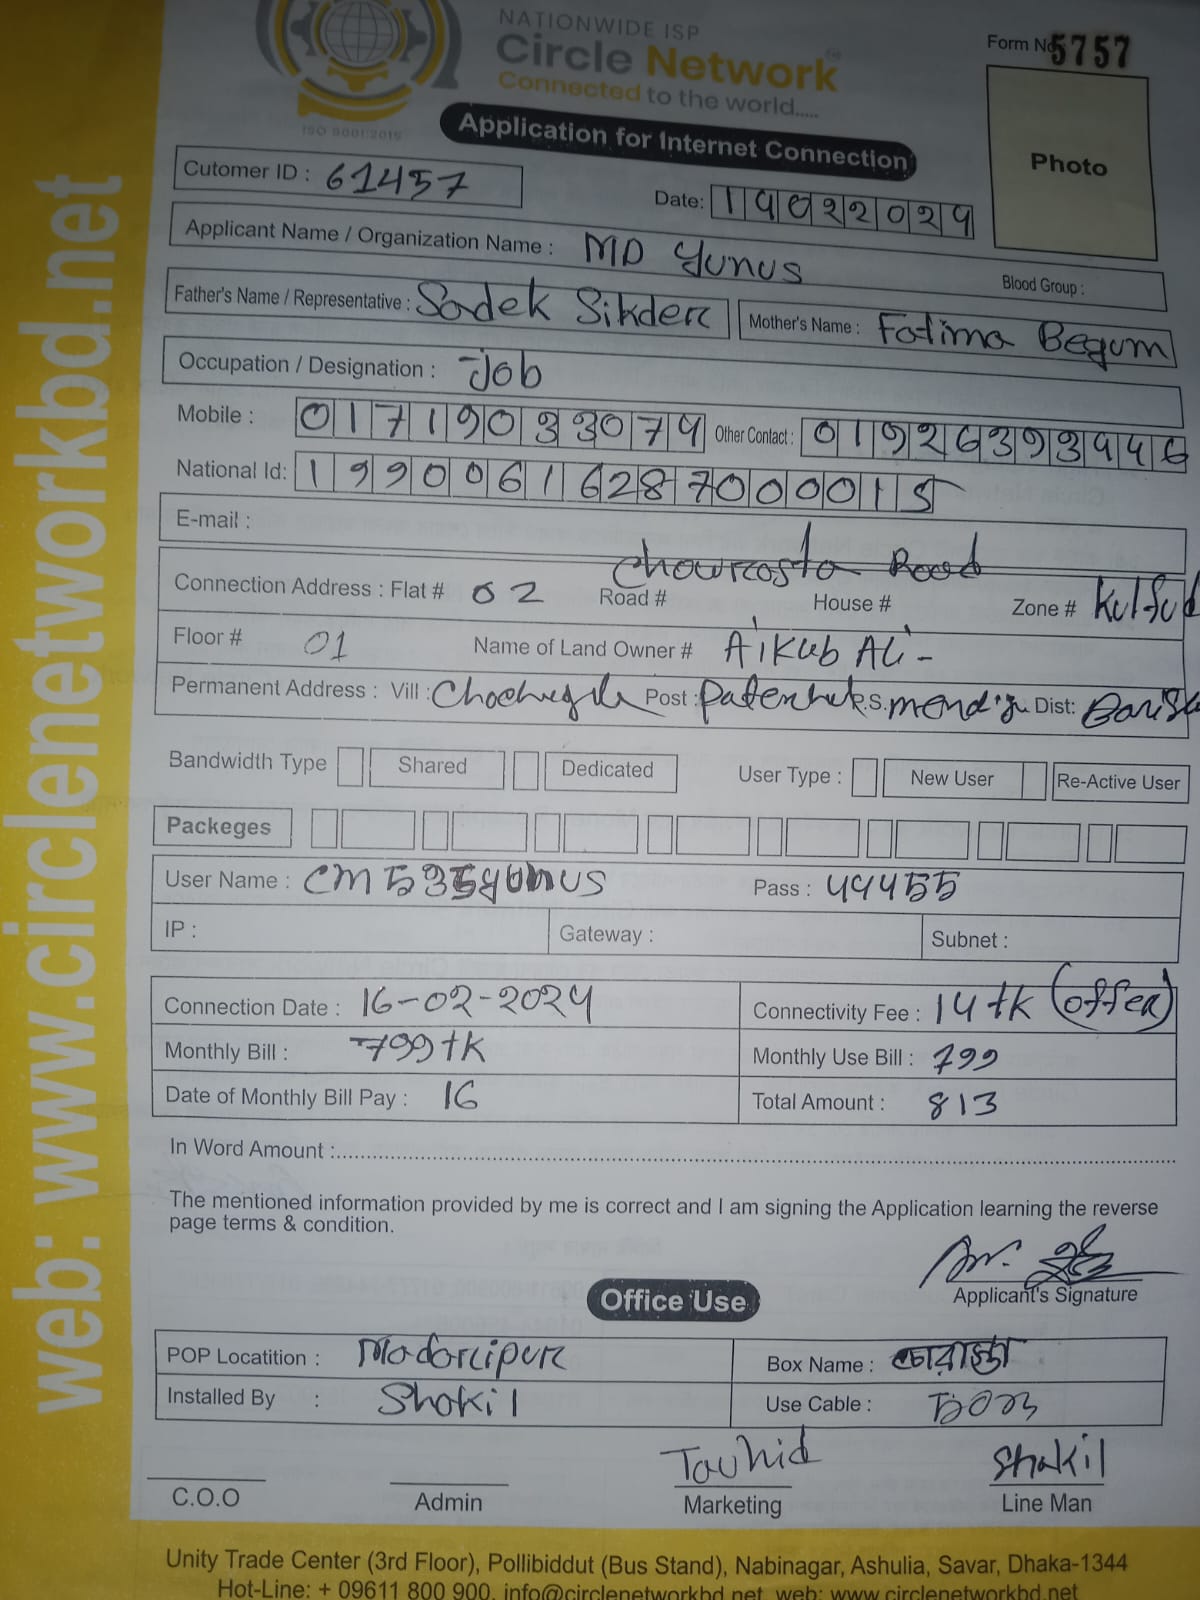 NATIONWIDE ISP
Circle Network
Connected to the world.....
ISO 9001:2015
Form No 5757
Application for Internet Connection
Photo
Cutomer ID : 61457
Date: 19022024
Applicant Name / Organization Name : MD Yunus
Blood Group :
Father's Name / Representative : Sadek Sikder Mother's Name : Fatima Begum
Occupation / Designation : Job
Mobile : 01719033074 Other Contact : 01926393446
National Id: 19900616287000015
E-mail :
Chowrasta Road
Connection Address : Flat # 02 Road # House # Zone #
Floor # 01 Name of Land Owner # Aikub Ali
Permanent Address : Vill : Post : P.S. Dist:
Bandwidth Type Shared Dedicated User Type : New User Re-Active User
Packeges
User Name : Pass : 44455
IP : Gateway : Subnet :
Connection Date : 16-02-2024 Connectivity Fee : 14 tk (offer)
Monthly Bill : 799 tk Monthly Use Bill : 799
Date of Monthly Bill Pay : 16 Total Amount : 813
In Word Amount :
The mentioned information provided by me is correct and I am signing the Application learning the reverse
page terms & condition.
Applicant's Signature
Office Use
POP Locatition : Madaripur Box Name :
Installed By : Shakil Use Cable :
Tauhid Shakil
C.O.O Admin Marketing Line Man
Unity Trade Center (3rd Floor), Pollibiddut (Bus Stand), Nabinagar, Ashulia, Savar, Dhaka-1344
Hot-Line: + 09611 800 900, info@circlenetworkbd.net, web: www.circlenetworkbd.net
web: www.circlenetworkbd.net